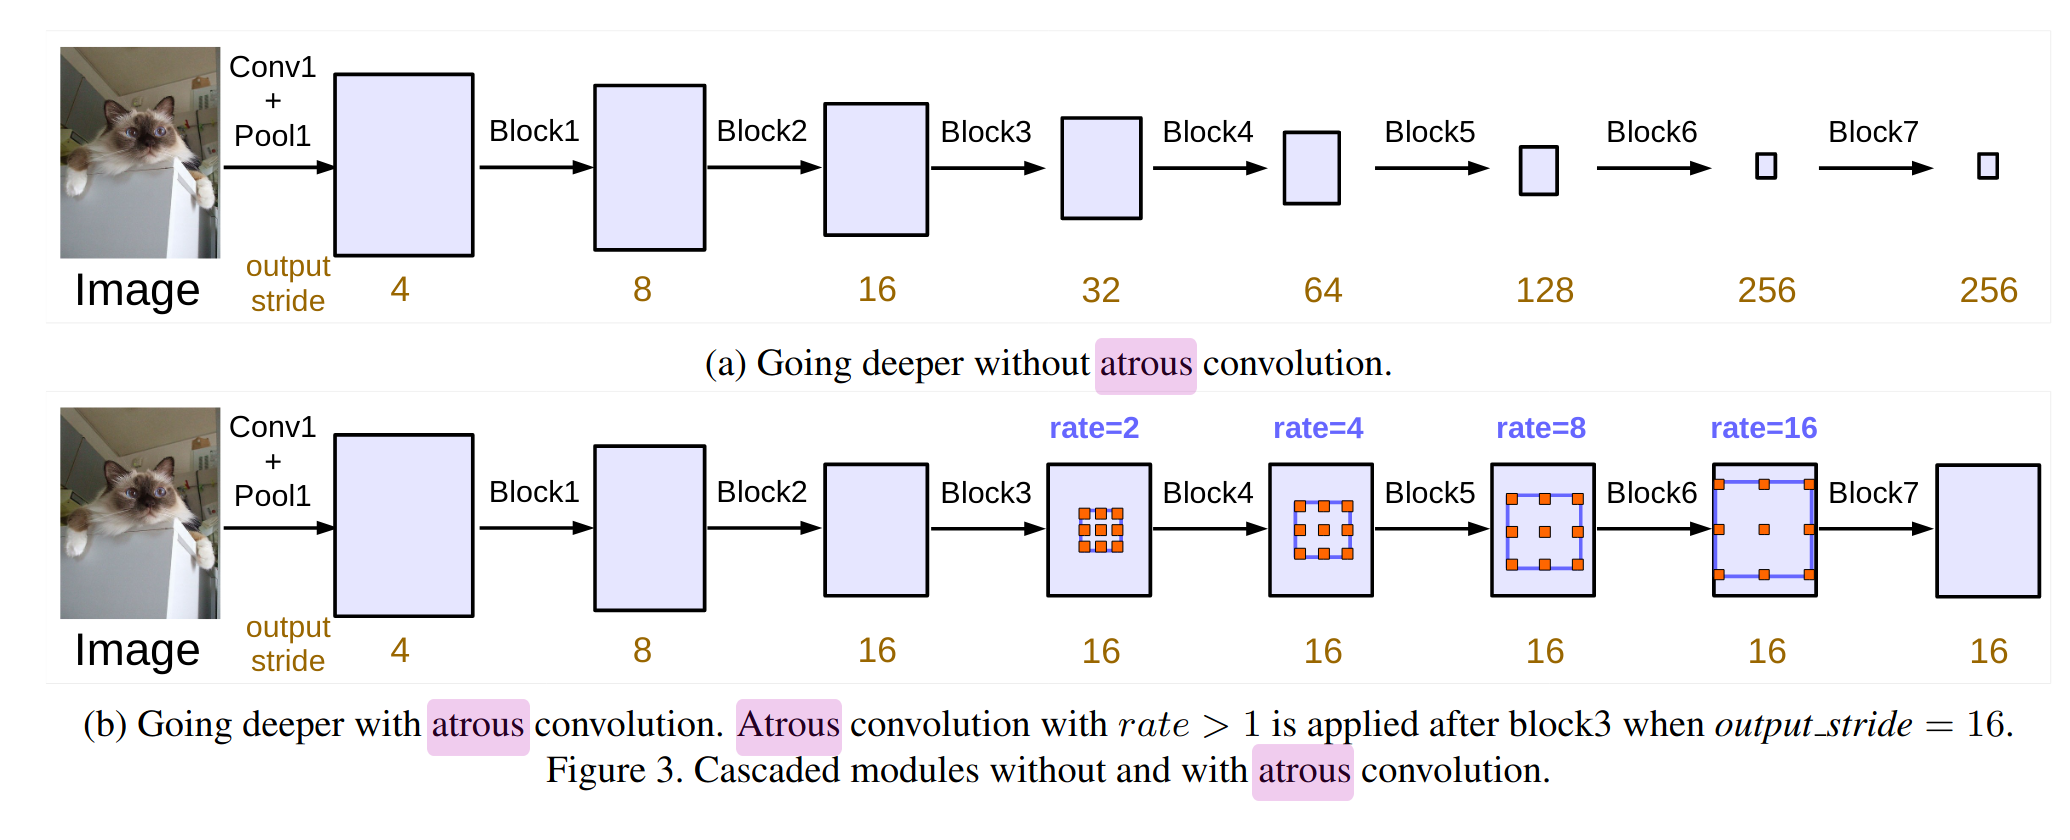 Conv1
+
Pool1
Block1
Block2
Block3
Block4
Block5
Block6
Block7
Image
output
stride
4
8
16
32
64
128
256
256
(a) Going deeper without atrous convolution.
Conv1
+
Pool1
Block1
Block2
Block3
rate=2
Block4
rate=4
Block5
rate=8
Block6
rate=16
Block7
Image
output
stride
4
8
16
16
16
16
16
16
(b) Going deeper with atrous convolution. Atrous convolution with rate > 1 is applied after block3 when output_stride = 16.
Figure 3. Cascaded modules without and with atrous convolution.